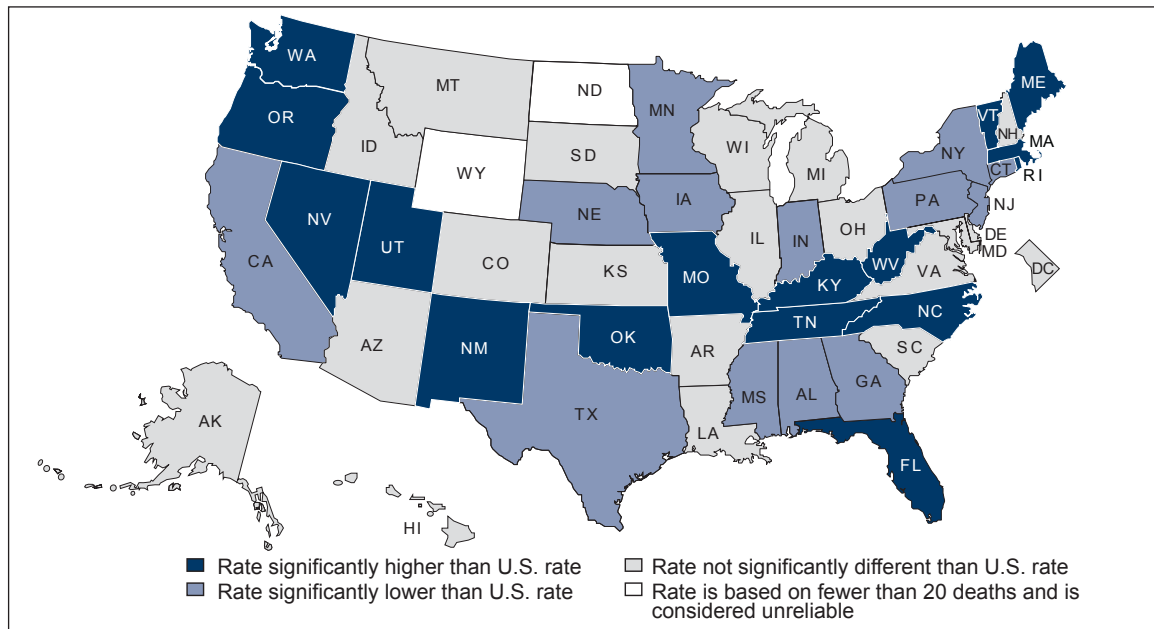 WA
ME
MT
ND
VT
MN
OR
NH
MA
ID
WI
SD
NY
MI
CT
RI
WY
PA
IA
NJ
NE
NV
OH
DE
IL
IN
UT
MD
CA
CO
WV
VA
DC
KS
MO
KY
NC
TN
AZ
OK
NM
AR
SC
MS
AL
GA
TX
AK
LA
FL
HI
Rate significantly higher than U.S. rate
Rate significantly lower than U.S. rate
Rate not significantly different than U.S. rate
Rate is based on fewer than 20 deaths and is
considered unreliable